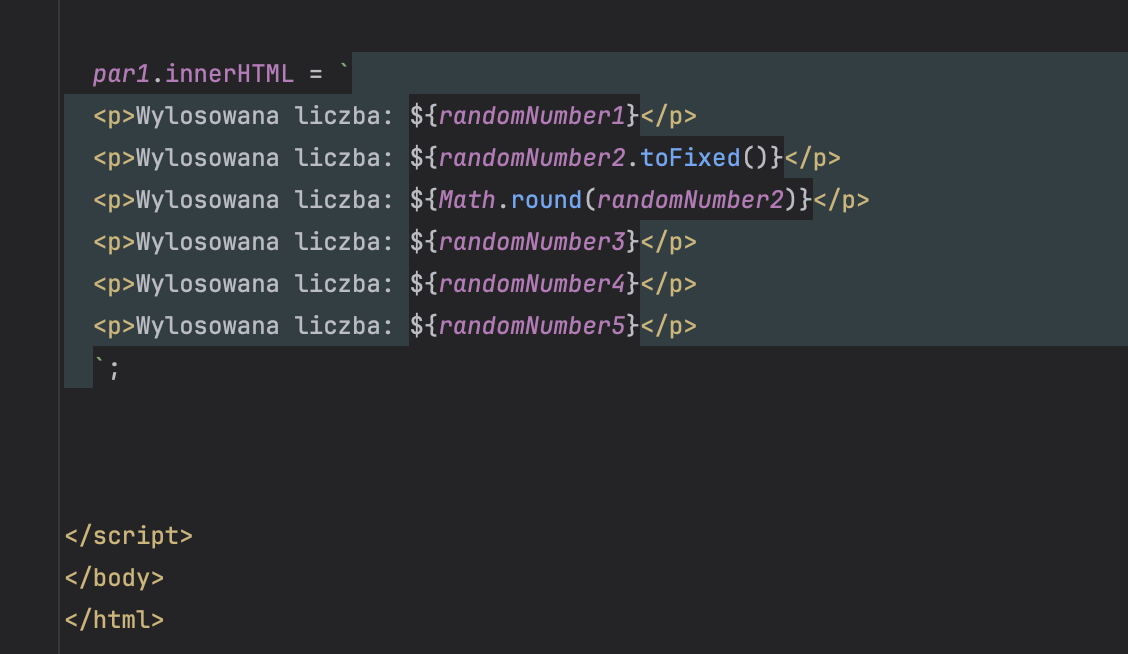 par1.innerHTML = `
<p>Wylosowana liczba: ${randomNumber1}</p>
<p>Wylosowana liczba: ${randomNumber2.toFixed()}</p>
<p>Wylosowana liczba: ${Math.round(randomNumber2)}</p>
<p>Wylosowana liczba: ${randomNumber3}</p>
<p>Wylosowana liczba: ${randomNumber4}</p>
<p>Wylosowana liczba: ${randomNumber5}</p>
`;
</script>
</body>
</html>